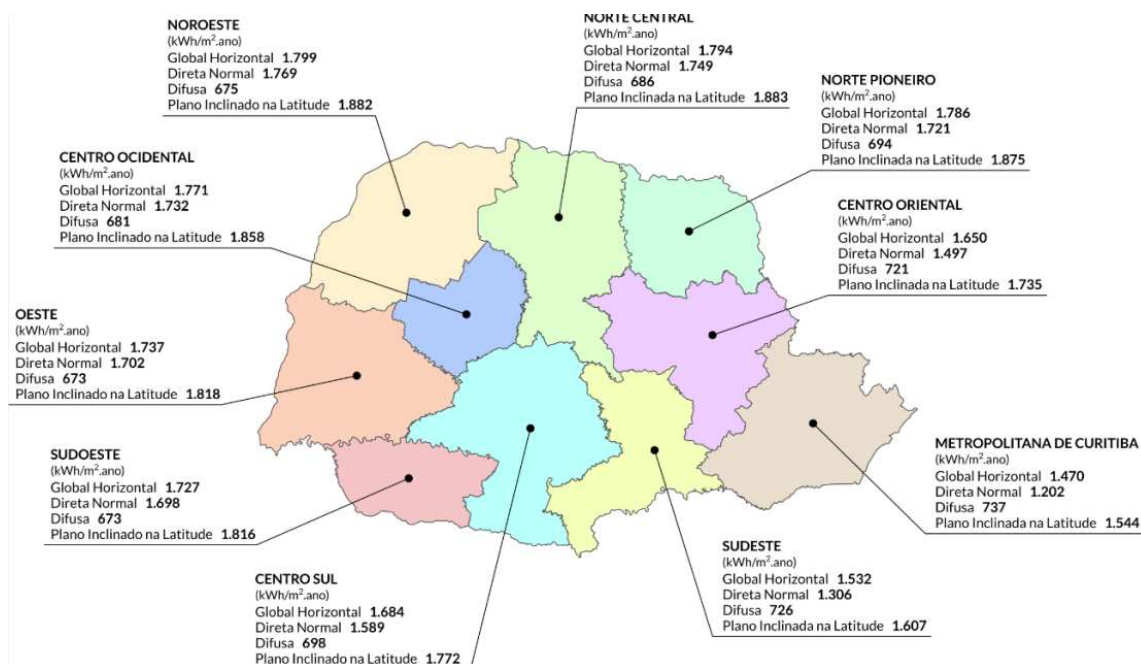 NOROESTE
(kWh/m².ano)
Global Horizontal 1.799
Direta Normal 1.769
Difusa 675
Plano Inclinado na Latitude 1.882
NORTE CENTRAL
(kWh/m².ano)
Global Horizontal 1.794
Direta Normal 1.749
Difusa 686
Plano Inclinada na Latitude 1.883
NORTE PIONEIRO
(kWh/m².ano)
Global Horizontal 1.786
Direta Normal 1.721
Difusa 694
Plano Inclinada na Latitude 1.875
CENTRO OCIDENTAL
(kWh/m².ano)
Global Horizontal 1.771
Direta Normal 1.732
Difusa 681
Plano Inclinado na Latitude 1.858
CENTRO ORIENTAL
(kWh/m².ano)
Global Horizontal 1.650
Direta Normal 1.497
Difusa 721
Plano Inclinada na Latitude 1.735
OESTE
(kWh/m².ano)
Global Horizontal 1.737
Direta Normal 1.702
Difusa 673
Plano Inclinado na Latitude 1.818
METROPOLITANA DE CURITIBA
(kWh/m².ano)
Global Horizontal 1.470
Direta Normal 1.202
Difusa 737
Plano Inclinada na Latitude 1.544
SUDOESTE
(kWh/m².ano)
Global Horizontal 1.727
Direta Normal 1.698
Difusa 673
Plano Inclinado na Latitude 1.816
SUDESTE
(kWh/m².ano)
Global Horizontal 1.532
Direta Normal 1.306
Difusa 726
Plano Inclinada na Latitude 1.607
CENTRO SUL
(kWh/m².ano)
Global Horizontal 1.684
Direta Normal 1.589
Difusa 698
Plano Inclinado na Latitude 1.772